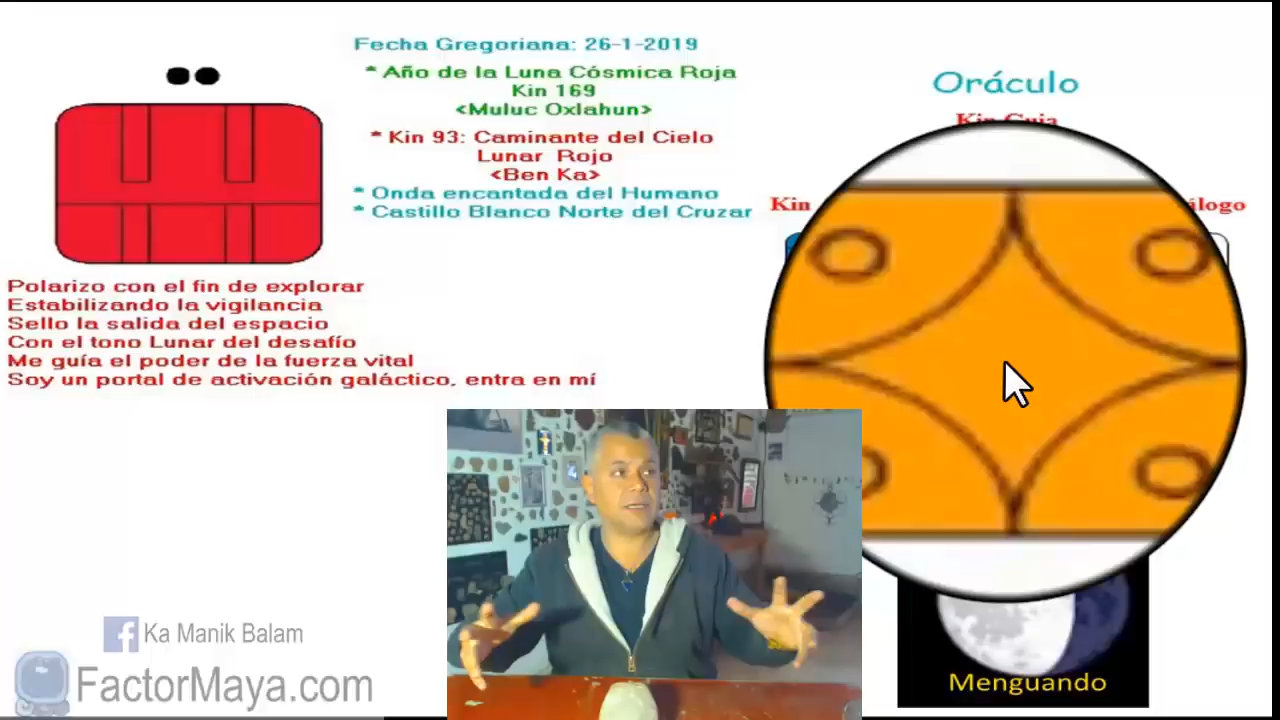 Fecha Gregoriana: 26-1-2019
* Año de la Luna Cósmica Roja
Kin 169
<Muluc Oxlahun>
* Kin 93: Caminante del Cielo
Lunar Rojo
<Ben Ka>
* Onda encantada del Humano
* Castillo Blanco Norte del Cruzar
Polarizo con el fin de explorar
Estabilizando la vigilancia
Sello la salida del espacio
Con el tono Lunar del desafío
Me guía el poder de la fuerza vital
Soy un portal de activación galáctico, entra en mí
Oráculo
Kin Guia
Kin
álogo
Menguando
Ka Manik Balam
FactorMaya.com